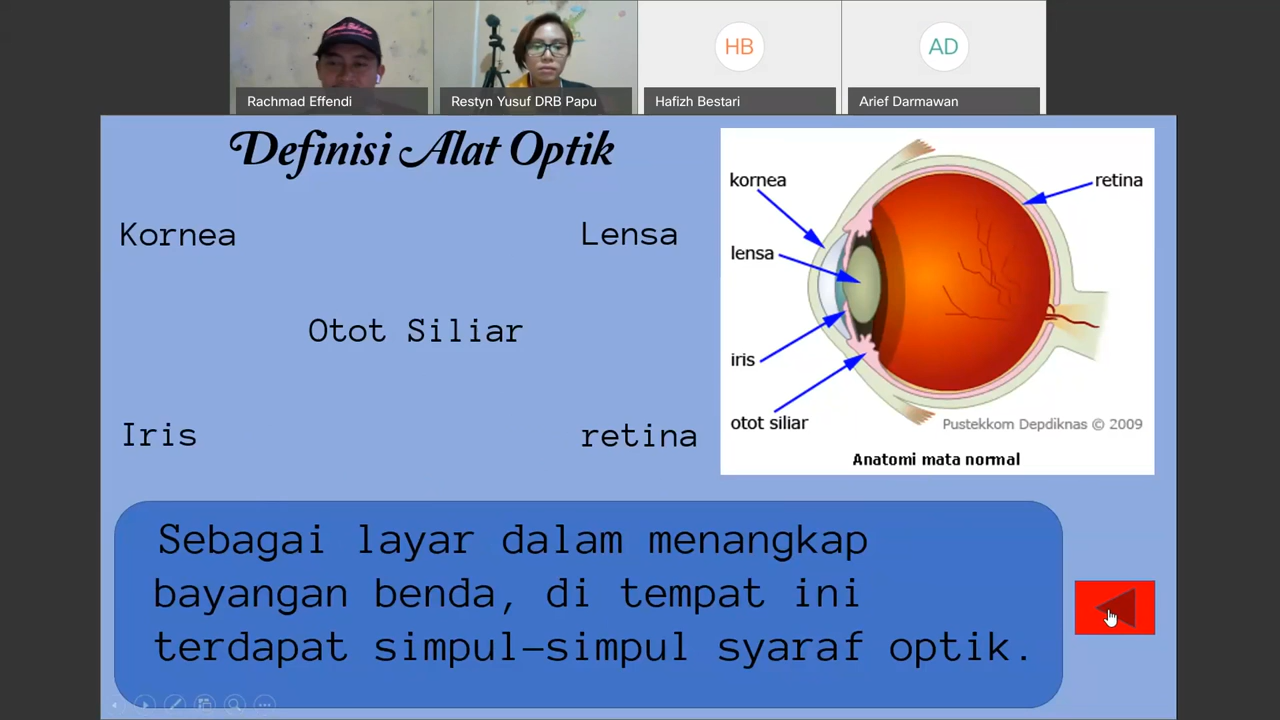 HB
AD
Rachmad Effendi
Restyn Yusuf DRB Papu
Hafizh Bestari
Arief Darmawan
Definisi Alat Optik
Kornea
Lensa
Otot Siliar
Iris
retina
kornea
retina
lensa
iris
otot siliar
Pustekkom Depdiknas © 2009
Anatomi mata normal
Sebagai layar dalam menangkap
bayangan benda, di tempat ini
terdapat simpul-simpul syaraf optik.